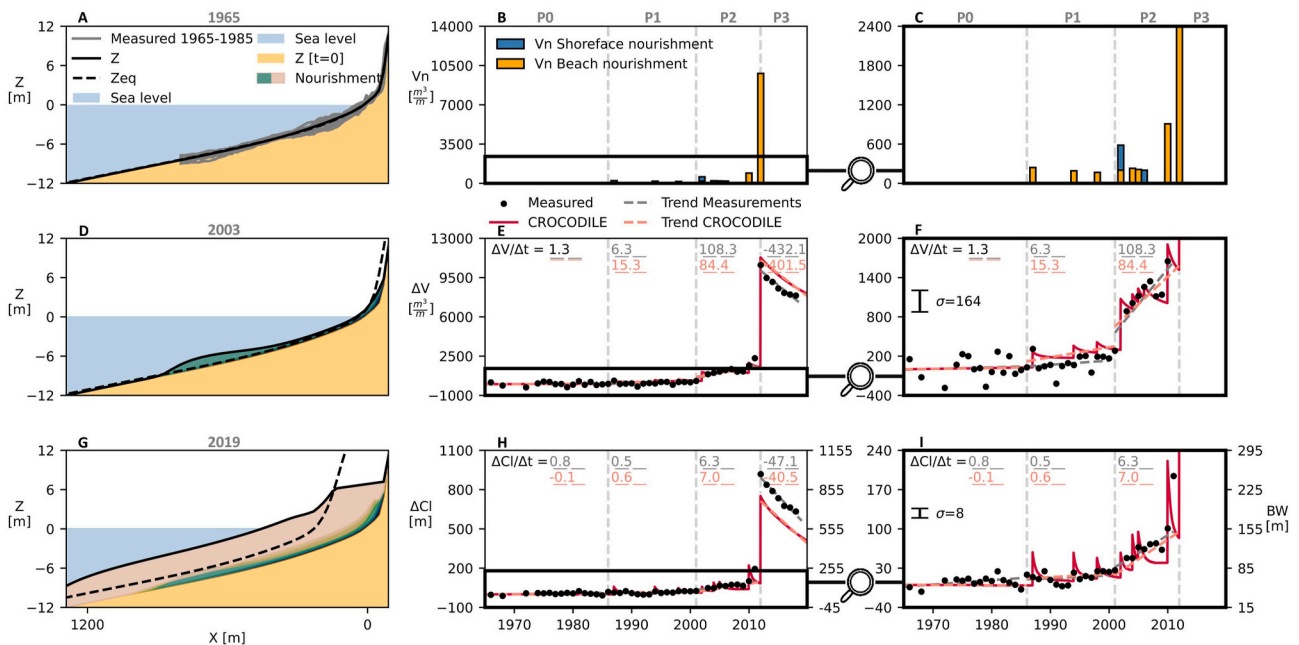 A 1965
12
6
0
−6
−12
Z
[m]
Measured 1965-1985
Z
Zeq
Sea level
Sea level
Z [t=0]
Nourishment
B P0 P1 P2 P3
14000
10500
7000
3500
0
Vn
[m³/m]
Vn Shoreface nourishment
Vn Beach nourishment
C P0 P1 P2 P3
2400
1800
1200
600
0
Measured
CROCODILE
Trend Measurements
Trend CROCODILE
D 2003
12
6
0
−6
−12
Z
[m]
E
13000
9500
6000
2500
−1000
ΔV
[m³/m]
ΔV/Δt = 1.3 6.3 108.3 -432.1
15.3 84.4 -401.5
F
2000
1400
800
200
−400
ΔV/Δt = 1.3 6.3 108.3
15.3 84.4
σ=164
G 2019
12
6
0
−6
−12
Z
[m]
1200 0
X [m]
H
1100
800
500
200
−100
ΔCl
[m]
ΔCl/Δt = 0.8 0.5 6.3 -47.1
-0.1 0.6 7.0 -40.5
1155
855
555
255
-45
1970 1980 1990 2000 2010
I
240
170
100
30
−40
ΔCl/Δt = 0.8 0.5 6.3
-0.1 0.6 7.0
σ=8
295
225
155
85
15
BW
[m]
1970 1980 1990 2000 2010